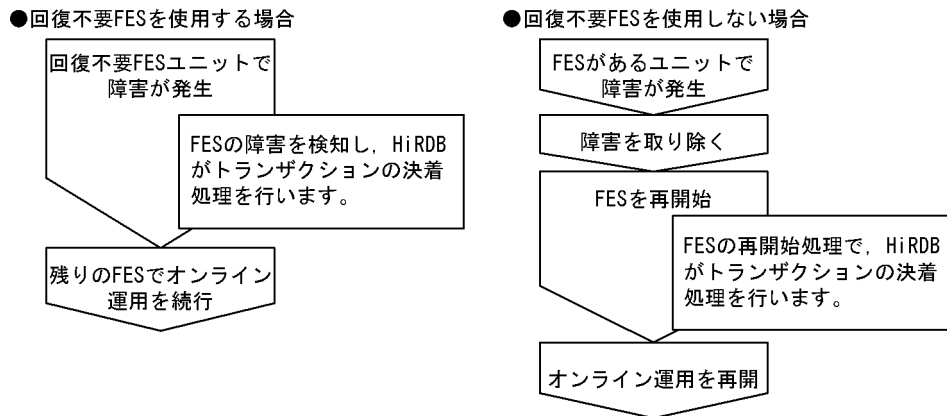 ●回復不要FESを使用する場合
回復不要FESユニットで
障害が発生
FESの障害を検知し，HiRDB
がトランザクションの決着
処理を行います。
残りのFESでオンライン
運用を続行
●回復不要FESを使用しない場合
FESがあるユニットで
障害が発生
障害を取り除く
FESを再開始
FESの再開始処理で，HiRDB
がトランザクションの決着
処理を行います。
オンライン運用を再開